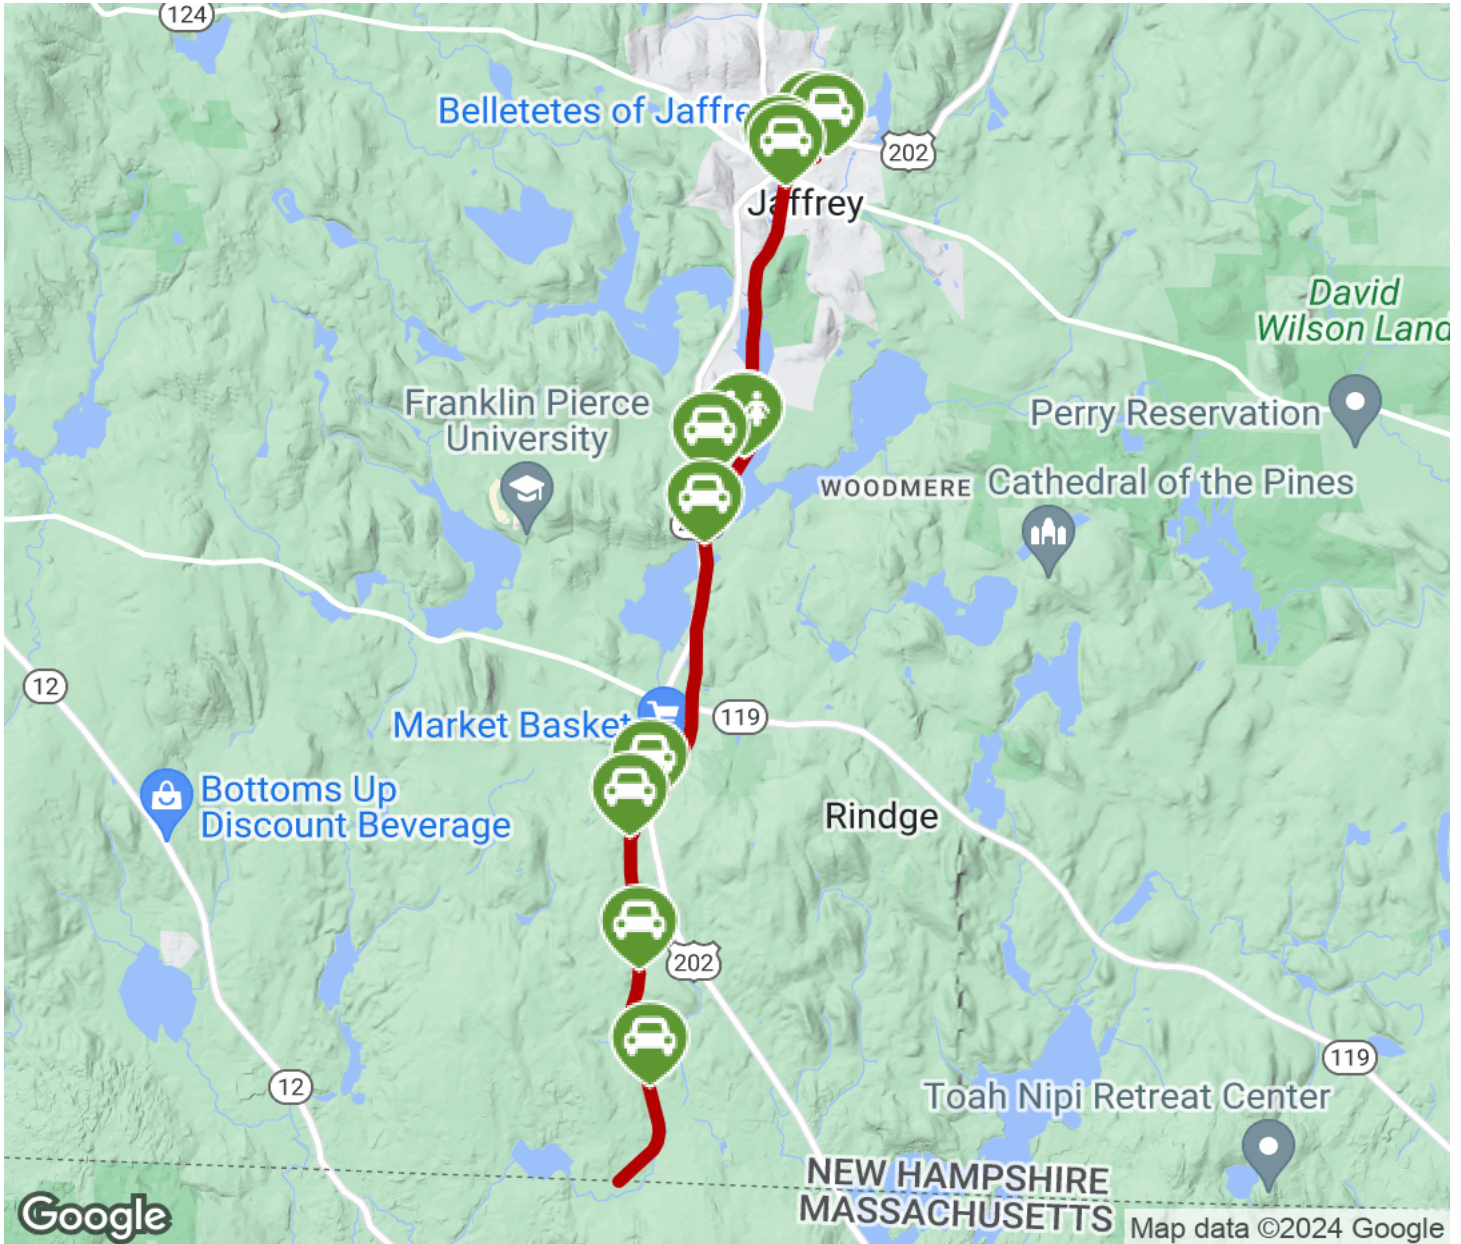 124
Belletetes of Jaffre
202
Jaffrey
David
Wilson Land
Franklin Pierce
University
Perry Reservation
WOODMERE
Cathedral of the Pines
12
Market Basket
119
Bottoms Up
Discount Beverage
Rindge
202
119
12
Toah Nipi Retreat Center
NEW HAMPSHIRE
MASSACHUSETTS
Google
Map data ©2024 Google